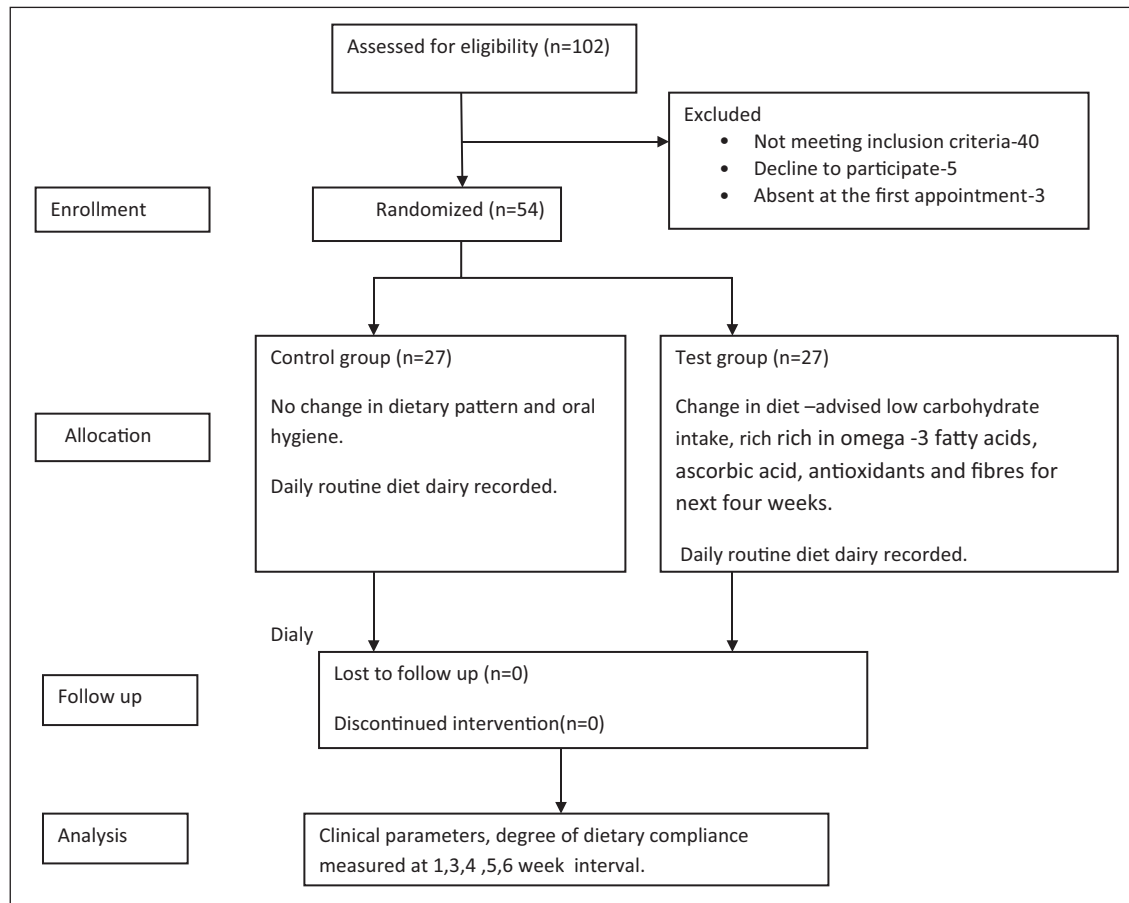 Assessed for eligibility (n=102)
Excluded
• Not meeting inclusion criteria-40
• Decline to participate-5
• Absent at the first appointment-3
Enrollment
Randomized (n=54)
Control group (n=27)
No change in dietary pattern and oral
hygiene.
Daily routine diet dairy recorded.
Test group (n=27)
Change in diet –advised low carbohydrate
intake, rich rich in omega -3 fatty acids,
ascorbic acid, antioxidants and fibres for
next four weeks.
Daily routine diet dairy recorded.
Allocation
Dialy
Lost to follow up (n=0)
Discontinued intervention(n=0)
Follow up
Analysis
Clinical parameters, degree of dietary compliance
measured at 1,3,4 ,5,6 week interval.